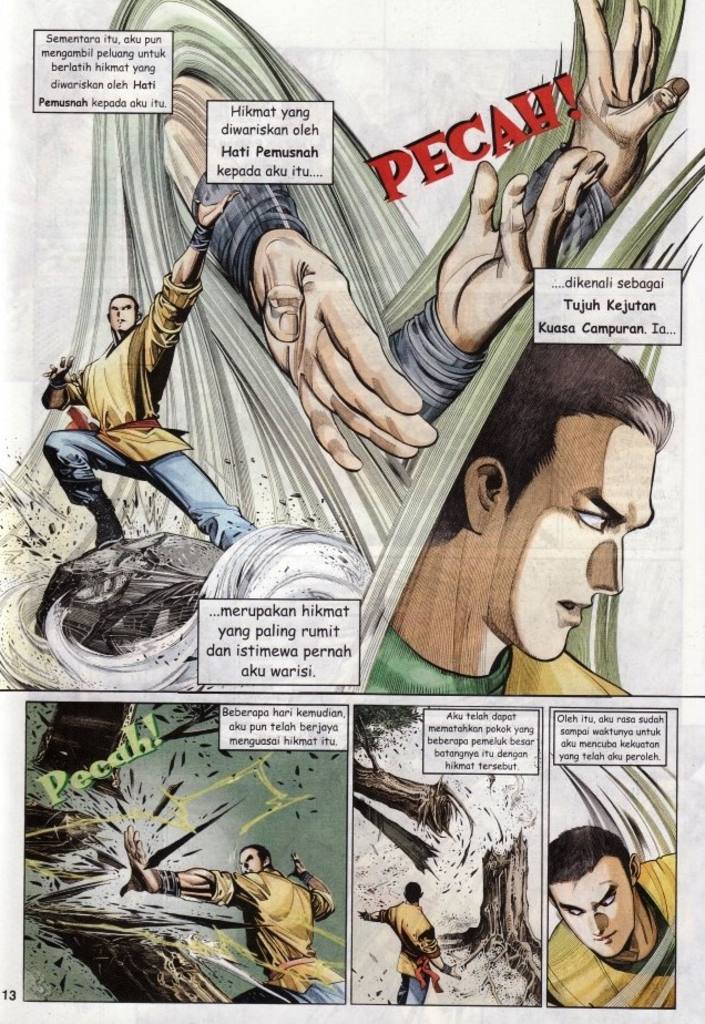 Sementara itu, aku pun
mengambil peluang untuk
berlatih hikmat yang
diwariskan oleh Hati
Pemusnah kepada aku itu.
Hikmat yang
diwariskan oleh
Hati Pemusnah
kepada aku itu....
PECAH!
....dikenali sebagai
Tujuh Kejutan
Kuasa Campuran. Ia...
...merupakan hikmat
yang paling rumit
dan istimewa pernah
aku warisi.
Beberapa hari kemudian,
aku pun telah berjaya
menguasai hikmat itu.
Pecah!
Aku telah dapat
mematahkan pokok yang
beberapa pemeluk besar
batangnya itu dengan
hikmat tersebut.
Oleh itu, aku rasa sudah
sampai waktunya untuk
aku mencuba kekuatan
yang telah aku peroleh.
13